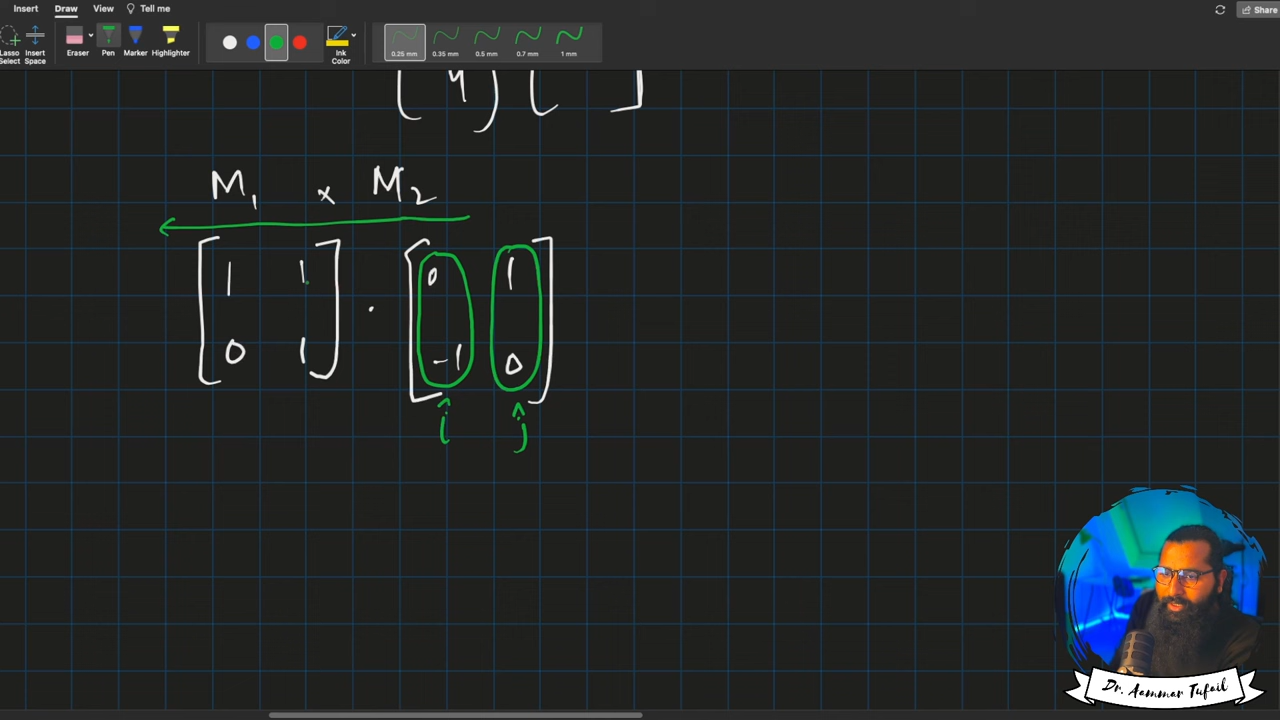 Insert Draw View Tell me
Share
Lasso Select Insert Space Eraser Pen Marker Highlighter Ink Color 0.25 mm 0.35 mm 0.5 mm 0.7 mm 1 mm
4
M₁ × M₂
[1 1] · [0 1]
[0 1] [-1 0]
i j
Dr. Aammar Tufail